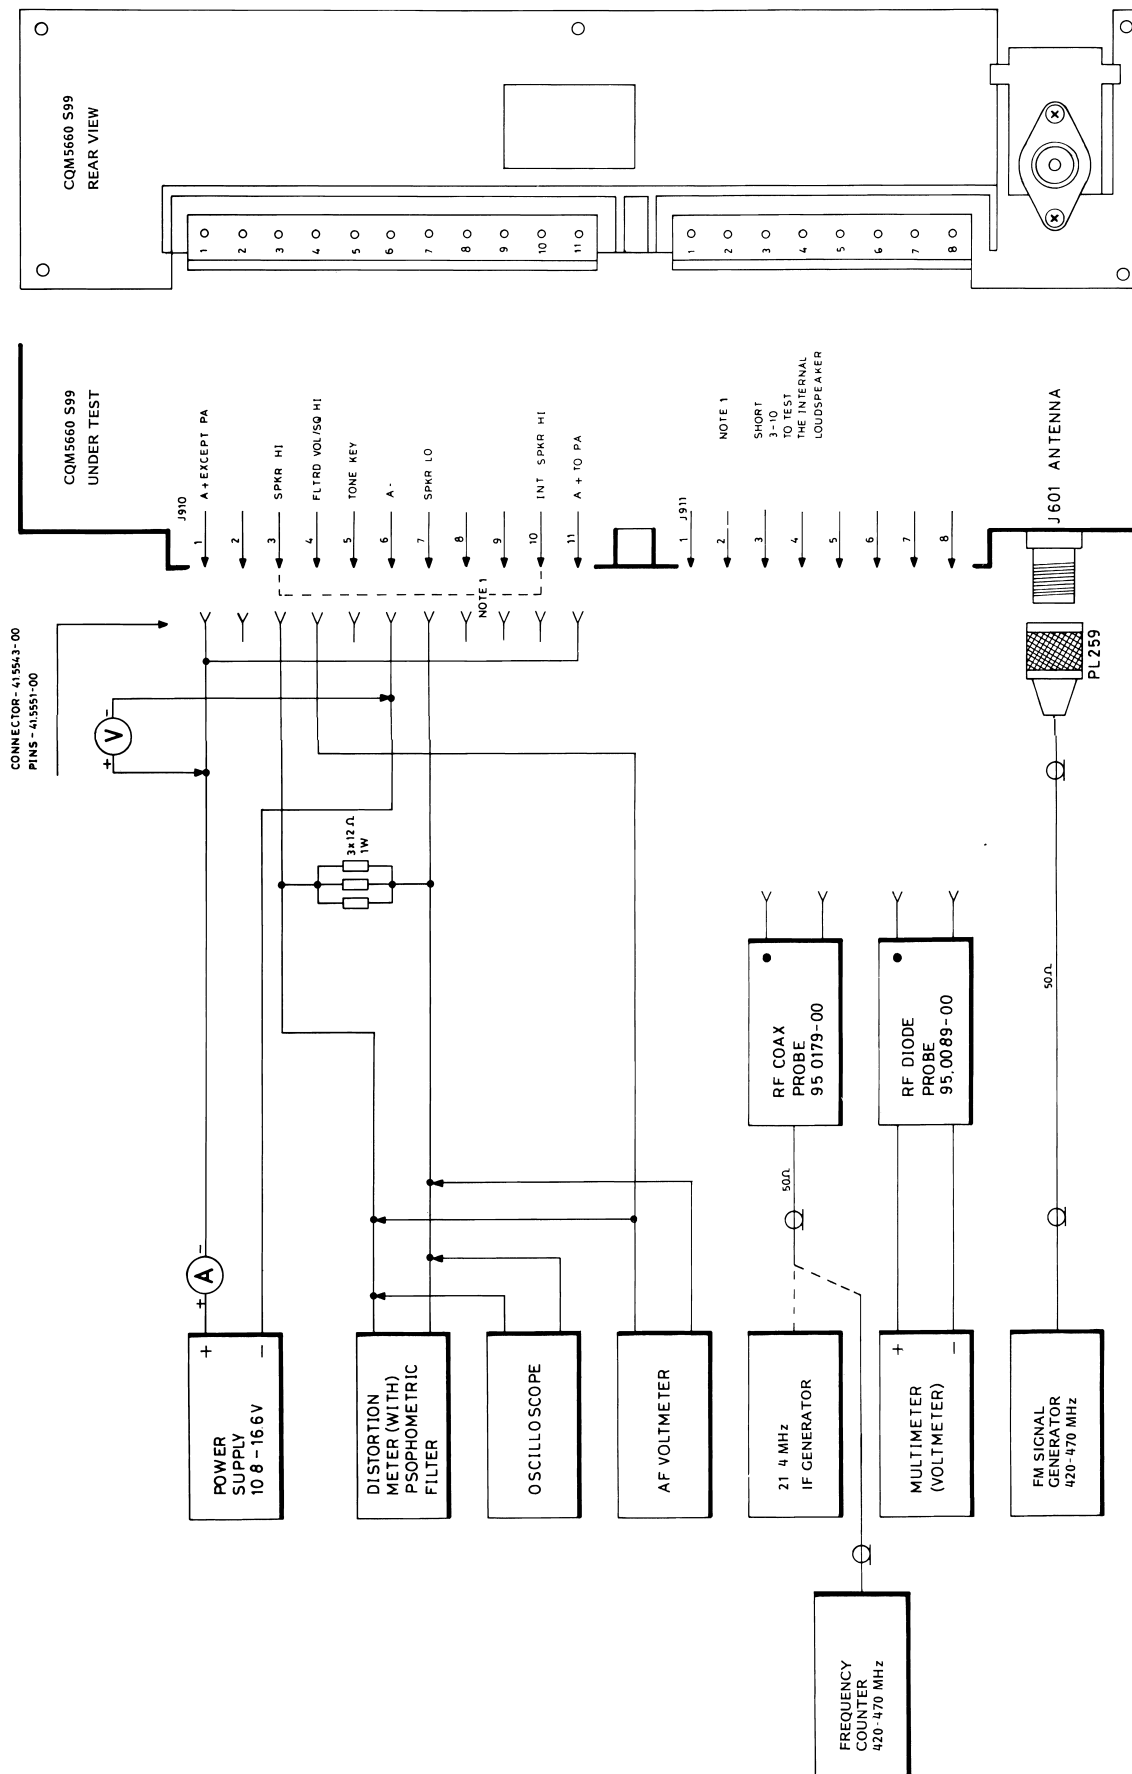 CQM5660 S99
REAR VIEW
1
2
3
4
5
6
7
8
9
10
11
1
2
3
4
5
6
7
8
CQM5660 S99
UNDER TEST
J910
1 A+EXCEPT PA
2
3 SPKR HI
4 FLTRD VOL/SQ HI
5 TONE KEY
6 A-
7 SPKR LO
8
9
10 INT SPKR HI
11 A + TO PA
NOTE 1
J911
1
2
3
4
5
6
7
8
NOTE 1
SHORT
3-10
TO TEST
THE INTERNAL
LOUDSPEAKER
J601 ANTENNA
PL259
CONNECTOR-41.5543-00
PINS-41.5551-00
+ V -
3x12Ω
1W
+ A -
+
-
POWER
SUPPLY
10 8-16.6V
DISTORTION
METER (WITH)
PSOPHOMETRIC
FILTER
OSCILLOSCOPE
AF VOLTMETER
RF COAX
PROBE
95 0179-00
50Ω
21 4 MHz
IF GENERATOR
RF DIODE
PROBE
95.0089-00
+
-
MULTIMETER
(VOLTMETER)
50Ω
FM SIGNAL
GENERATOR
420-470 MHz
FREQUENCY
COUNTER
420-470 MHz